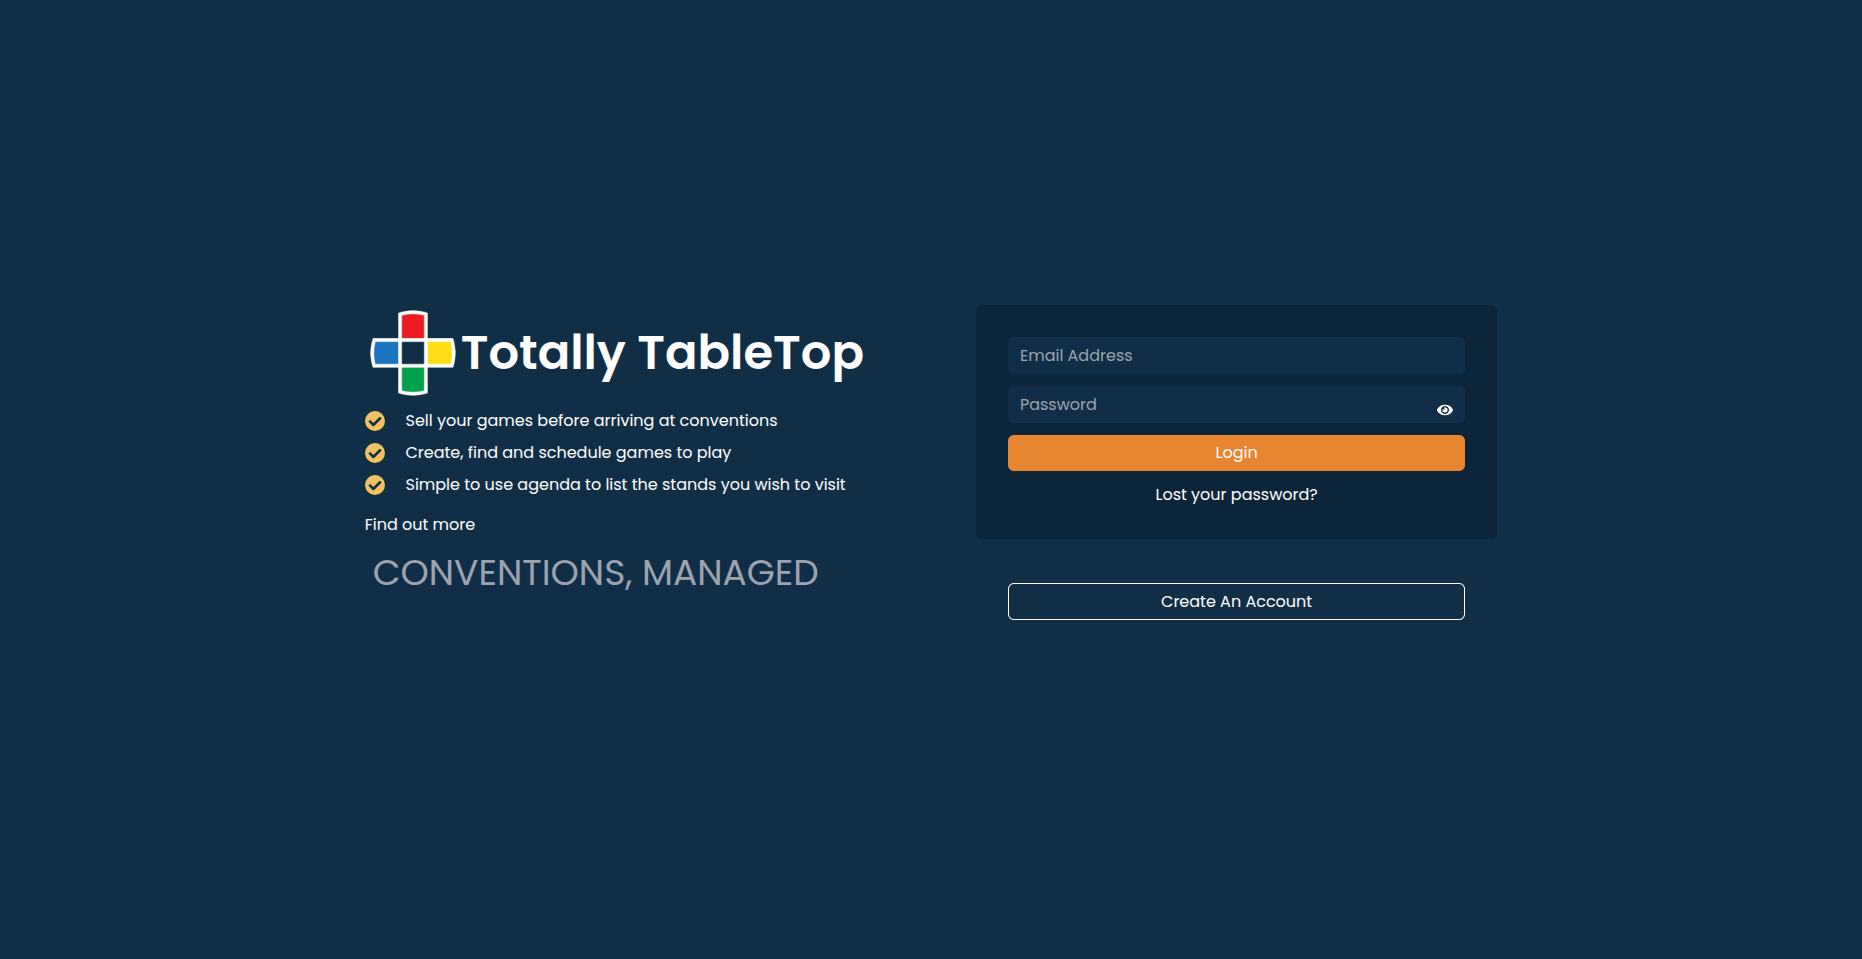 Totally TableTop
Sell your games before arriving at conventions
Create, find and schedule games to play
Simple to use agenda to list the stands you wish to visit
Find out more
CONVENTIONS, MANAGED
Email Address
Password
Login
Lost your password?
Create An Account